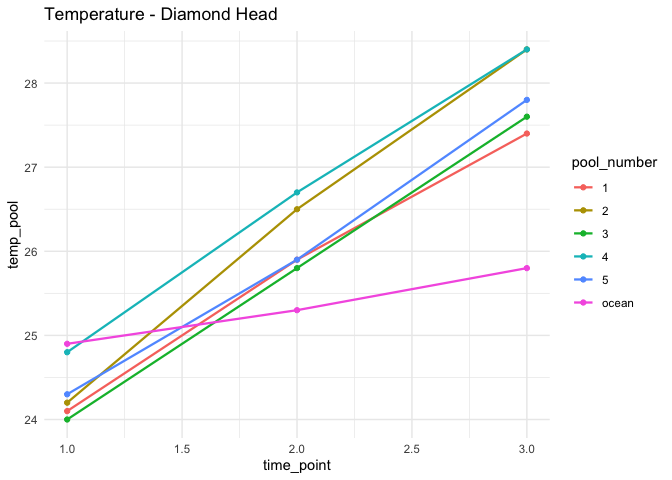 Temperature - Diamond Head
28
27
26
25
24
temp_pool
1.0 1.5 2.0 2.5 3.0
time_point
pool_number
1
2
3
4
5
ocean